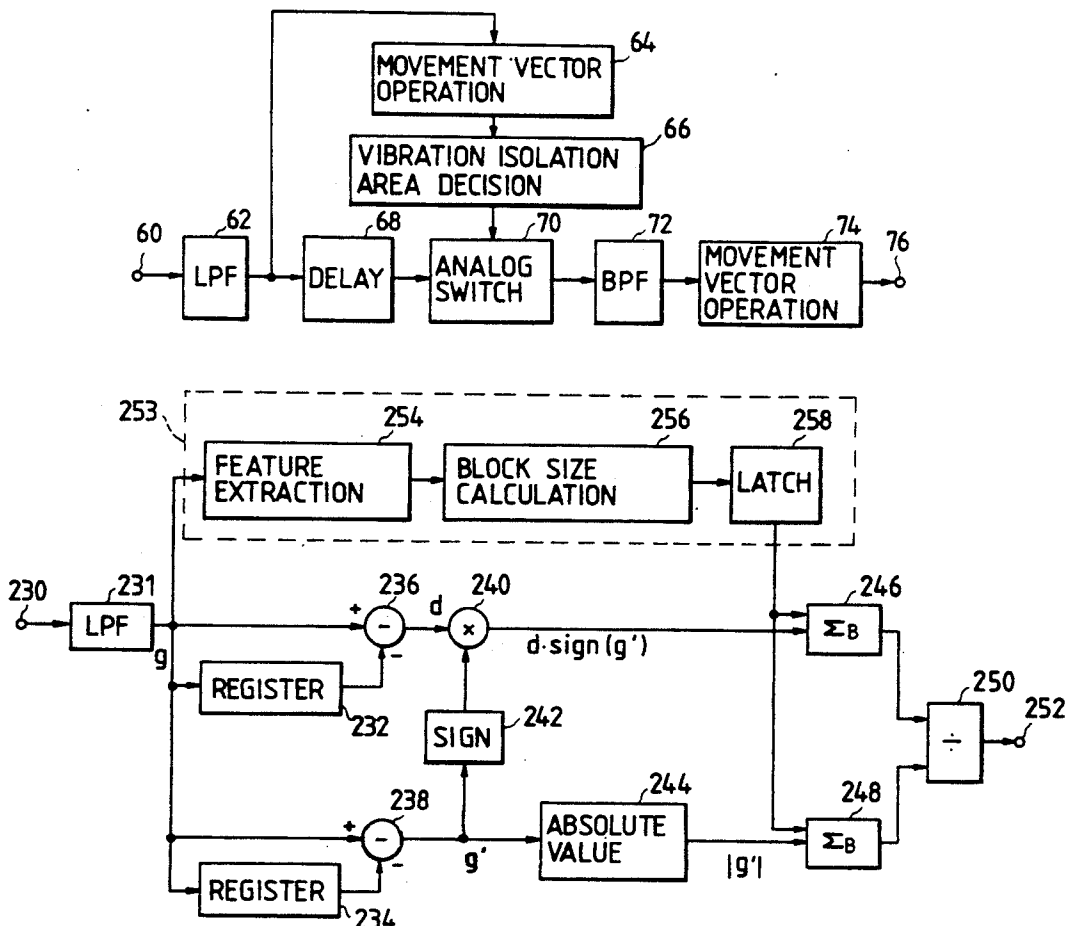 64
MOVEMENT VECTOR
OPERATION
66
VIBRATION ISOLATION
AREA DECISION
60
62
68
70
72
74
76
LPF
DELAY
ANALOG
SWITCH
BPF
MOVEMENT
VECTOR
OPERATION
253
254
256
258
FEATURE
EXTRACTION
BLOCK SIZE
CALCULATION
LATCH
230
231
236
240
246
LPF
+
-
d
×
ΣB
g
-
d·sign(g')
REGISTER
232
SIGN
242
250
252
÷
238
244
248
+
-
g'
ABSOLUTE
VALUE
|g'|
ΣB
-
REGISTER
234